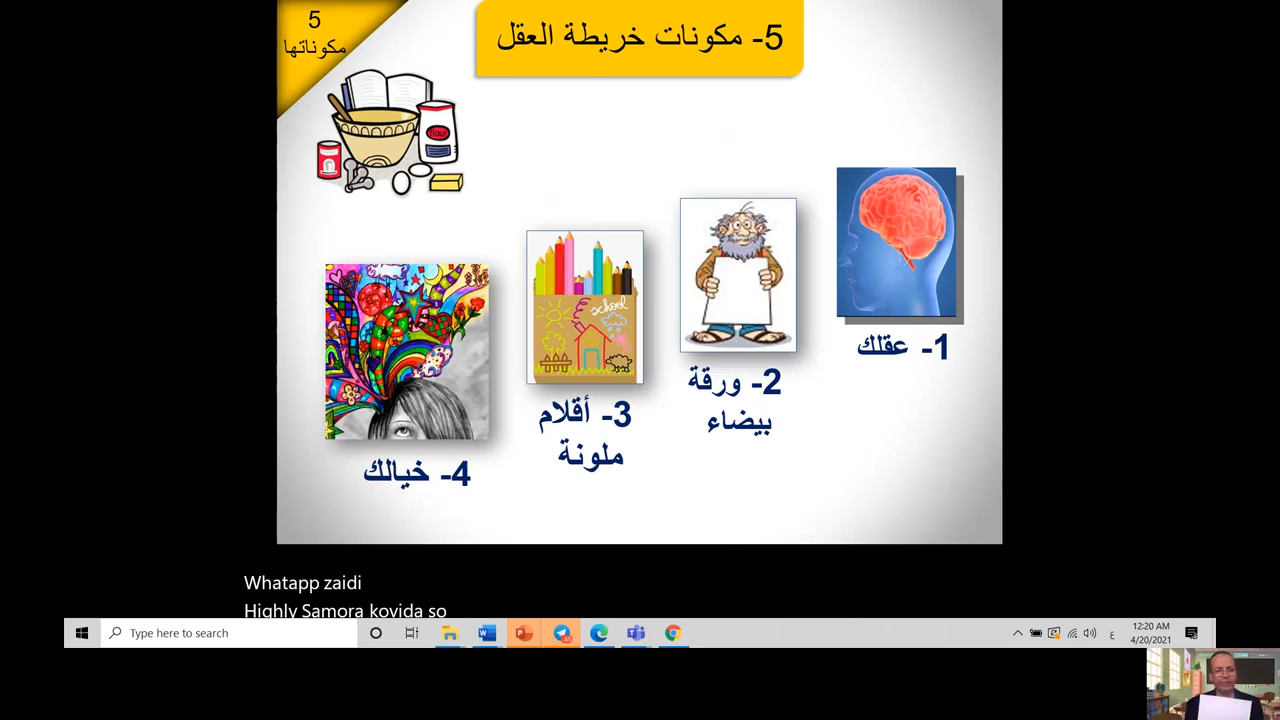 5
مكوناتها
5- مكونات خريطة العقل
flour
1- عقلك
2- ورقة
بيضاء
school
3- أقلام
ملونة
4- خيالك
Whatapp zaidi
Highly Samora kovida so
Type here to search
ع
12:20 AM
4/20/2021